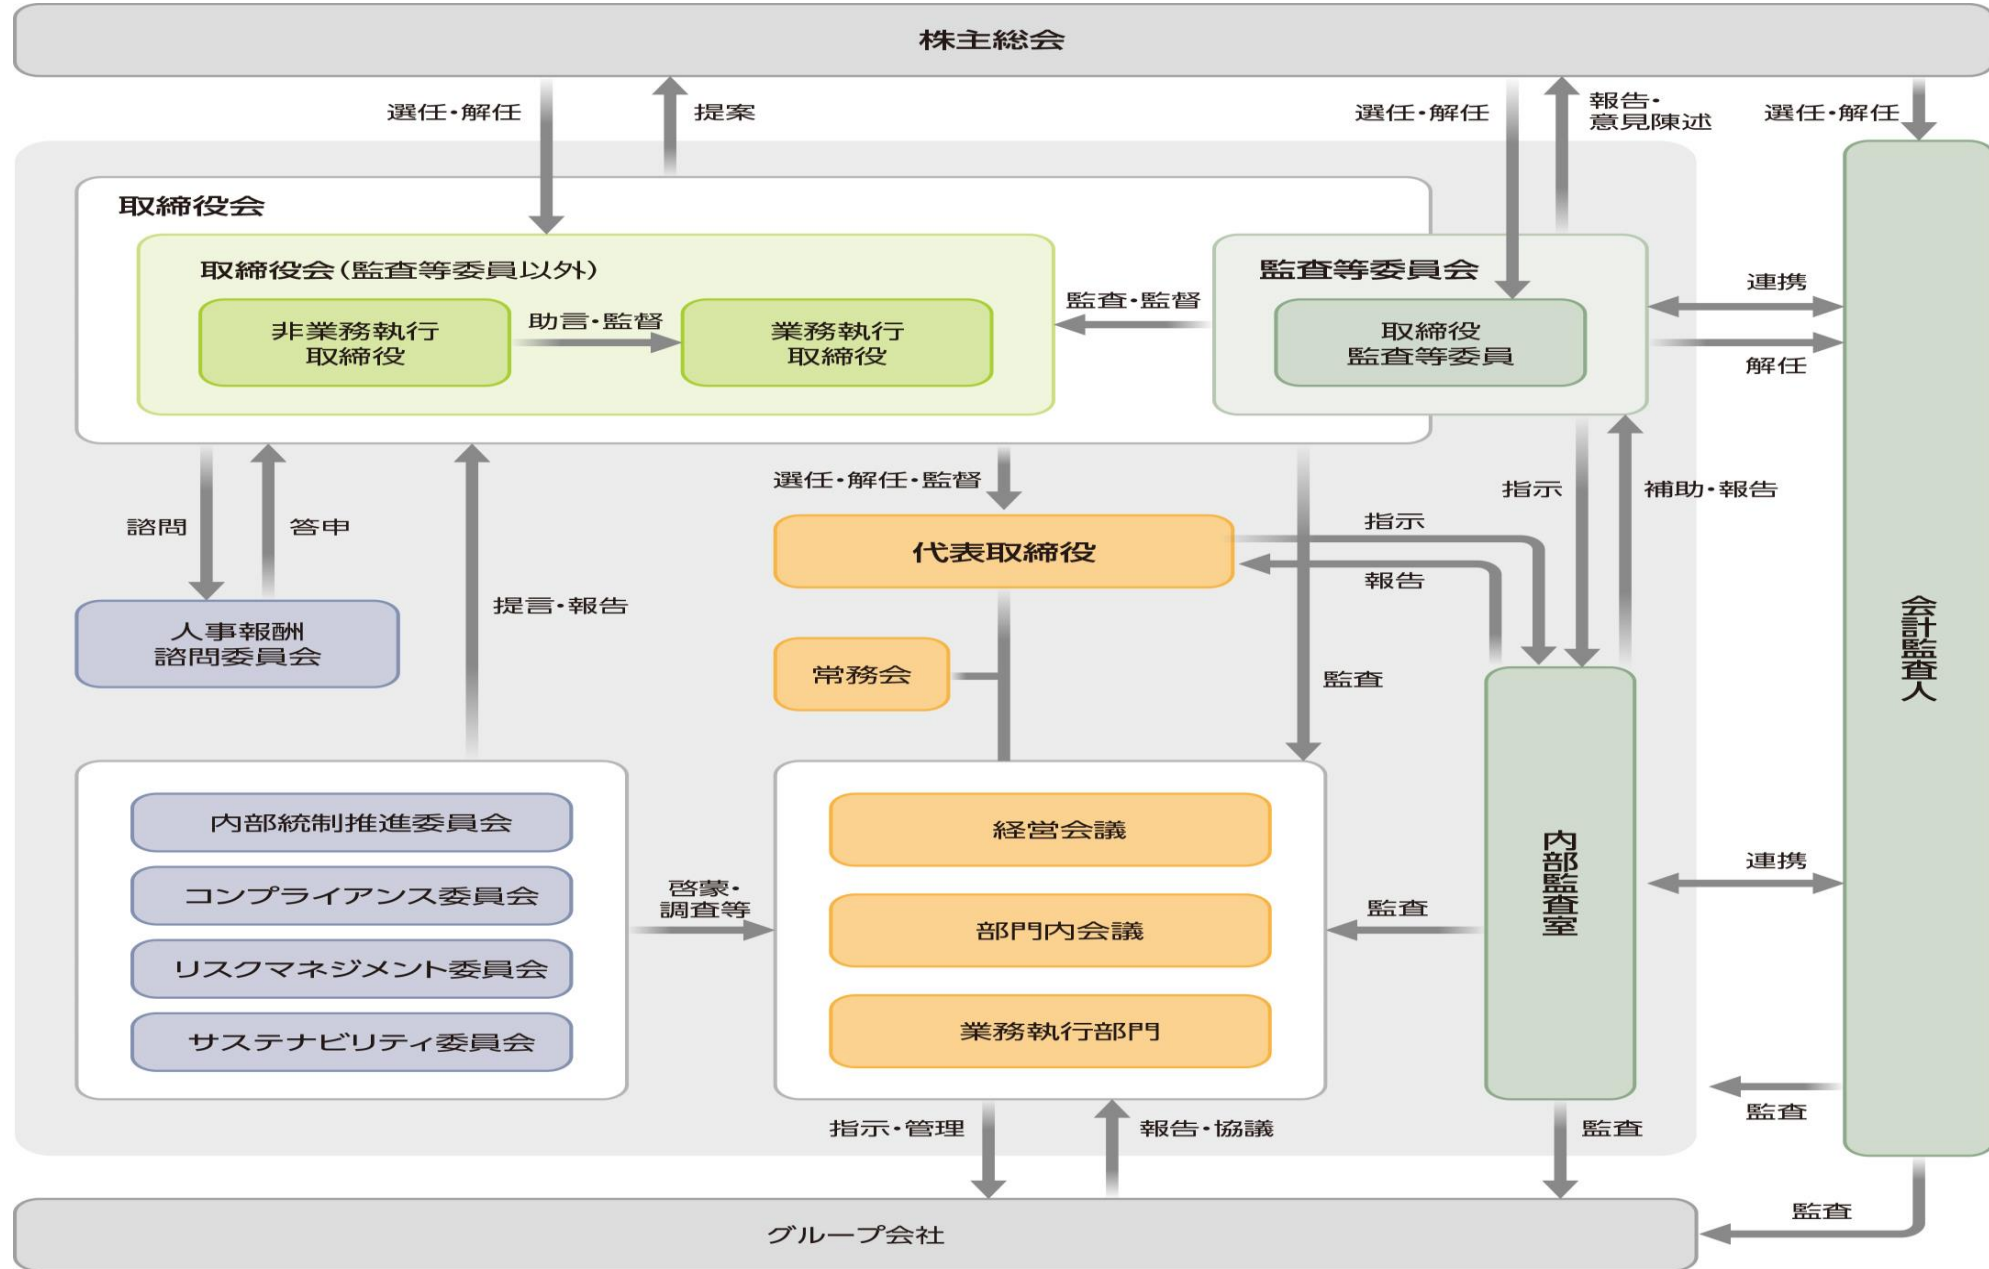 株主総会
選任・解任
提案
選任・解任
報告・
意見陳述
選任・解任
取締役会
取締役会（監査等委員以外）
非業務執行
取締役
助言・監督
業務執行
取締役
監査・監督
監査等委員会
取締役
監査等委員
連携
解任
諮問
答申
提言・報告
選任・解任・監督
代表取締役
指示
報告
指示
補助・報告
人事報酬
諮問委員会
常務会
監査
会計監査人
内部統制推進委員会
コンプライアンス委員会
リスクマネジメント委員会
サステナビリティ委員会
啓蒙・
調査等
経営会議
部門内会議
業務執行部門
監査
内部監査室
連携
監査
指示・管理
報告・協議
監査
監査
グループ会社